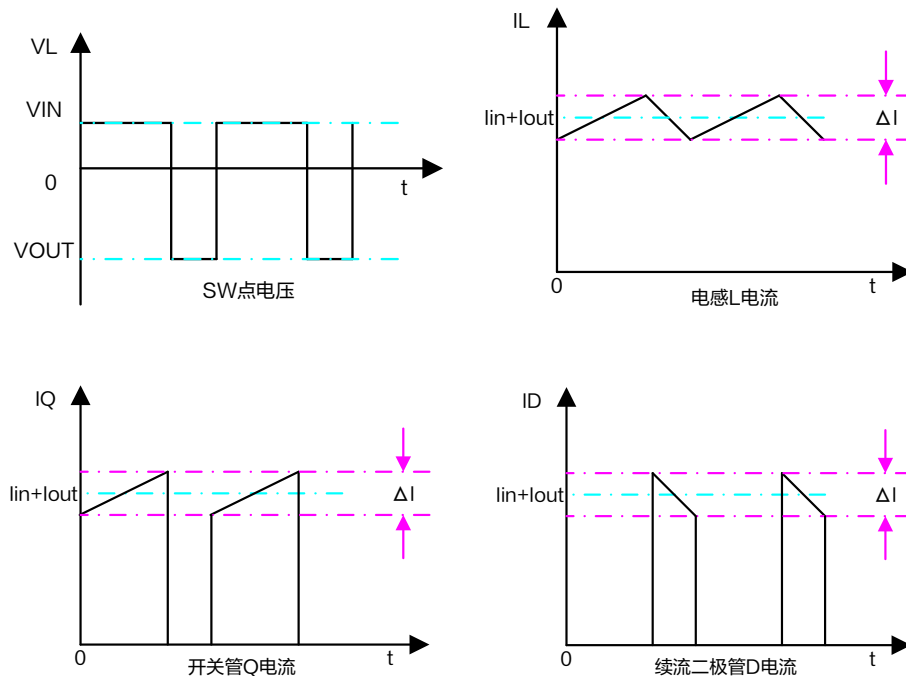 VL
VIN
0
t
VOUT
SW点电压
IL
Iin+Iout
ΔI
0
t
电感L电流
IQ
Iin+Iout
ΔI
0
t
开关管Q电流
ID
Iin+Iout
ΔI
0
t
续流二极管D电流